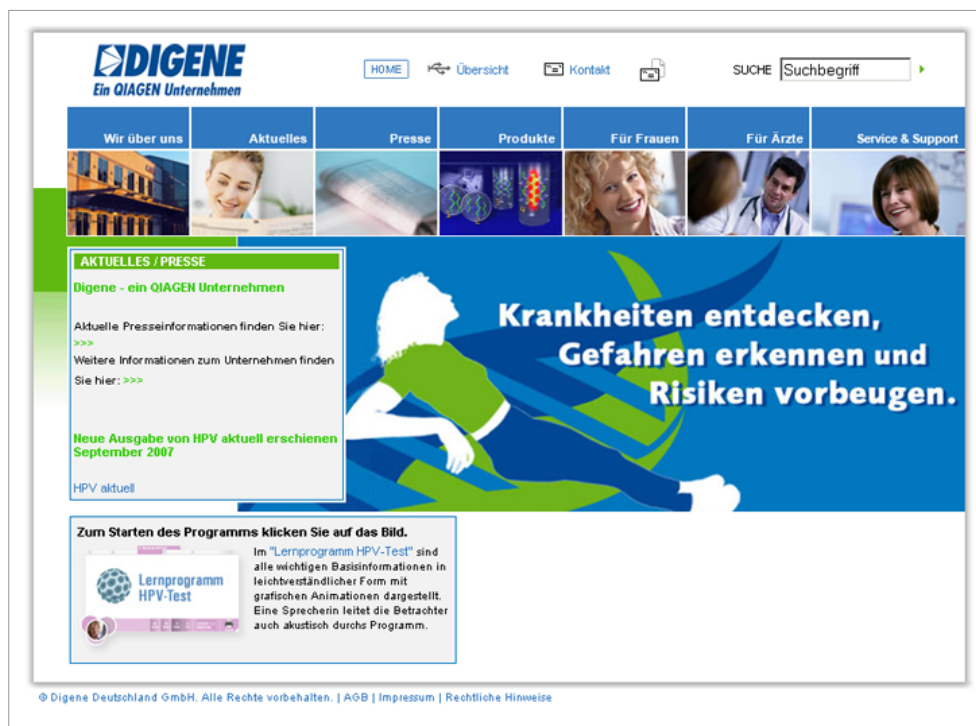 DIGENE
Ein QIAGEN Unternehmen
HOME
Übersicht
Kontakt
SUCHE Suchbegriff
Wir über uns
Aktuelles
Presse
Produkte
Für Frauen
Für Ärzte
Service & Support
AKTUELLES / PRESSE
Digene - ein QIAGEN Unternehmen
Aktuelle Presseinformationen finden Sie hier:
>>>
Weitere Informationen zum Unternehmen finden
Sie hier: >>>
Neue Ausgabe von HPV aktuell erschienen
September 2007
HPV aktuell
Krankheiten entdecken,
Gefahren erkennen und
Risiken vorbeugen.
Zum Starten des Programms klicken Sie auf das Bild.
Lernprogramm
HPV-Test
Im "Lernprogramm HPV-Test" sind
alle wichtigen Basisinformationen in
leichtverständlicher Form mit
grafischen Animationen dargestellt.
Eine Sprecherin leitet die Betrachter
auch akustisch durchs Programm.
© Digene Deutschland GmbH. Alle Rechte vorbehalten. | AGB | Impressum | Rechtliche Hinweise